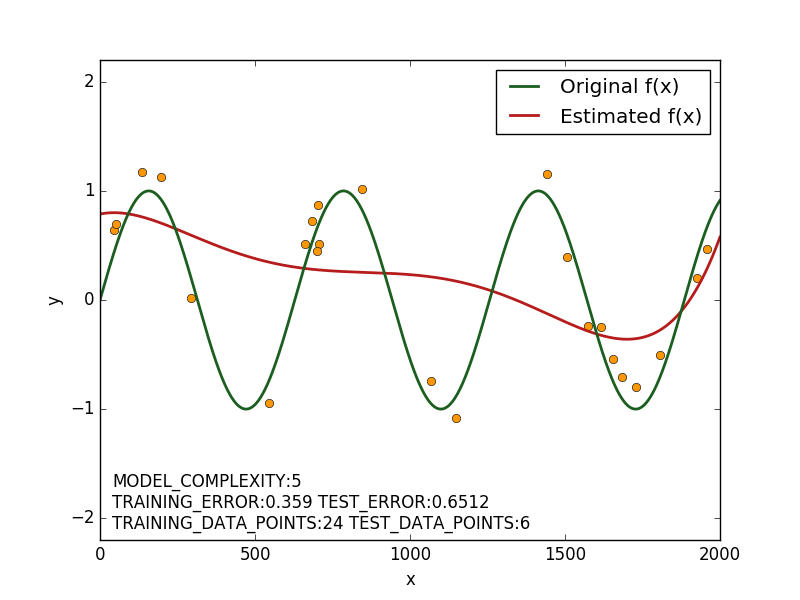 Original f(x)
Estimated f(x)
2
1
0
−1
−2
y
MODEL_COMPLEXITY:5
TRAINING_ERROR:0.359 TEST_ERROR:0.6512
TRAINING_DATA_POINTS:24 TEST_DATA_POINTS:6
0 500 1000 1500 2000
x